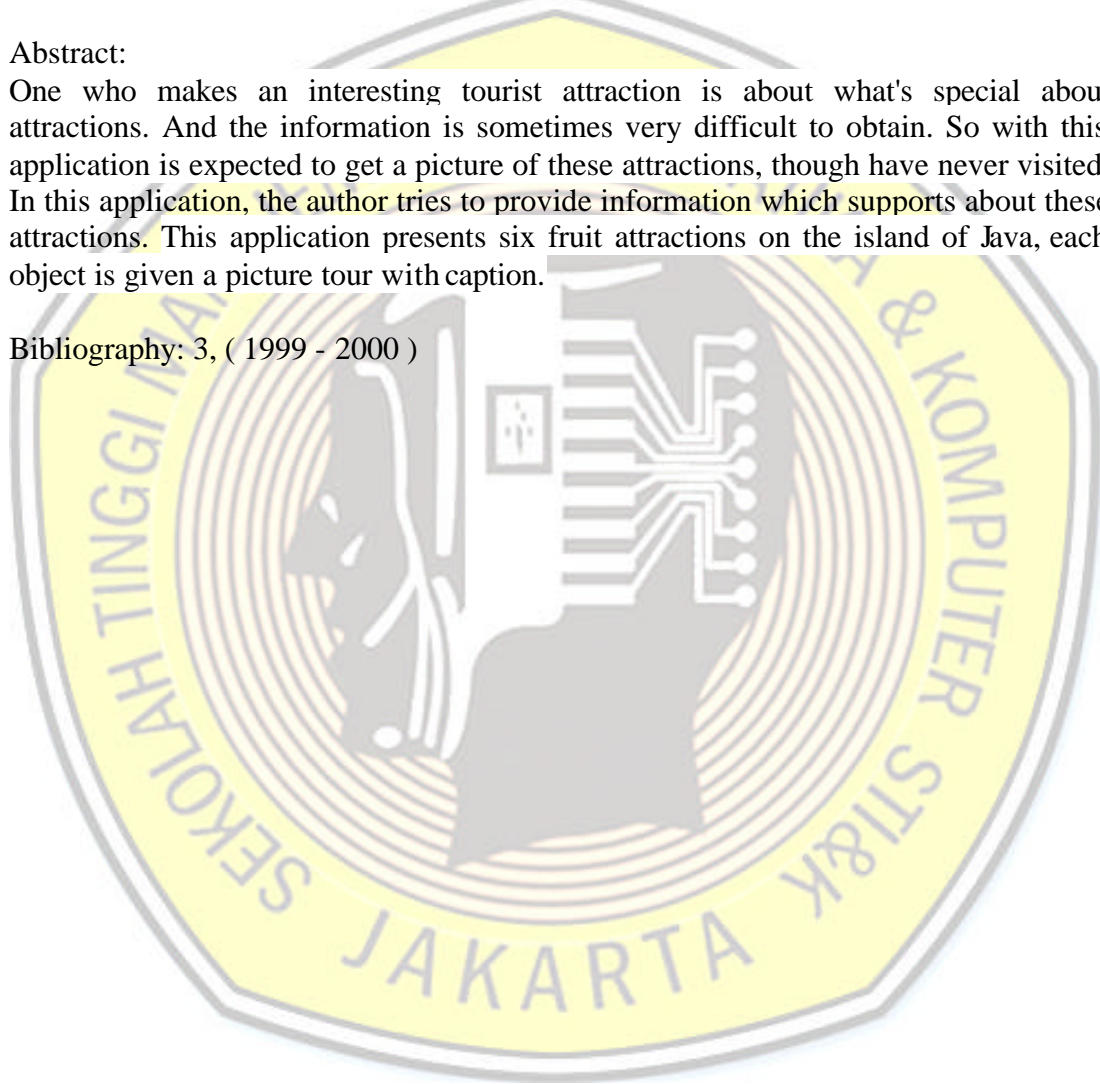 Abstract:
One who makes an interesting tourist attraction is about what's special abou
attractions. And the information is sometimes very difficult to obtain. So with this
application is expected to get a picture of these attractions, though have never visited
In this application, the author tries to provide information which supports about these
attractions. This application presents six fruit attractions on the island of Java, each
object is given a picture tour with caption.
Bibliography: 3, ( 1999 - 2000 )
SEKOLAH TINGGI MA
A & KOMPUTER STI&K
JAKARTA